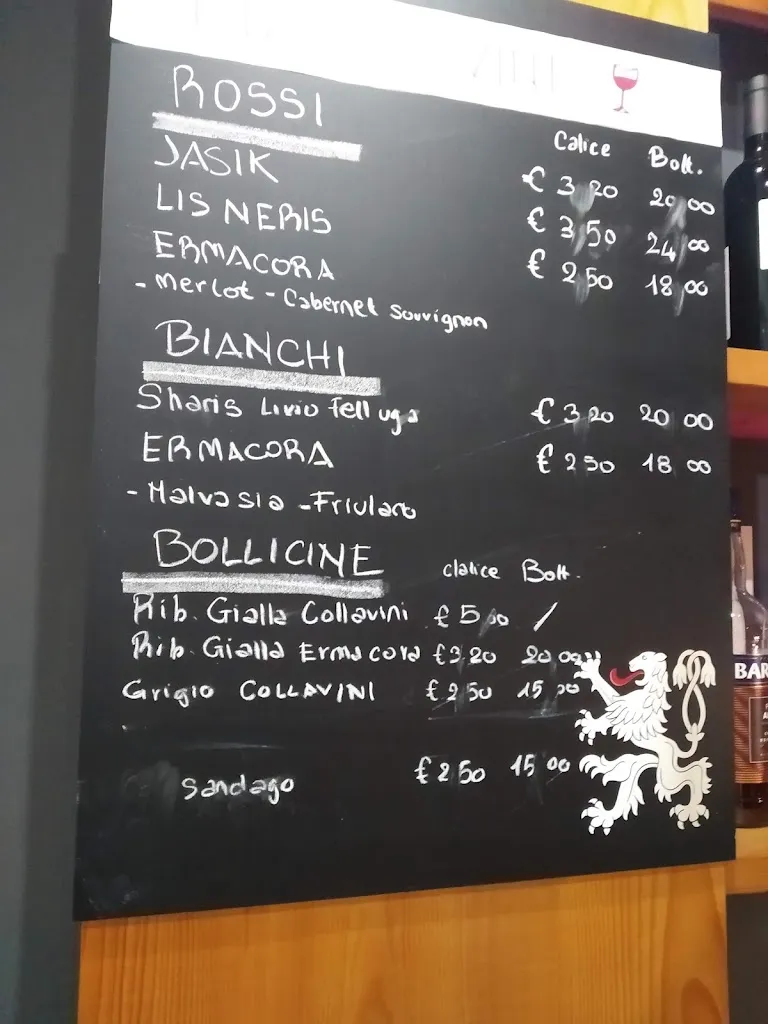 ROSSI
Calice Bott.
JASIK € 3,20 20,00
LIS NERIS € 3,50 24,00
ERMACORA € 2,50 18,00
- Merlot - Cabernet Souvignon
BIANCHI
Sharis Livio Felluga € 3,20 20,00
ERMACORA € 2,50 18,00
- Malvasia - Friulano
BOLLICINE
clalice Bott.
Rib. Gialla Collavini € 5,00 /
Rib. Gialla Ermacora €3,20 20,00
Grigio COLLAVINI € 2,50 15,00
Sandago € 2,50 15,00
BAR